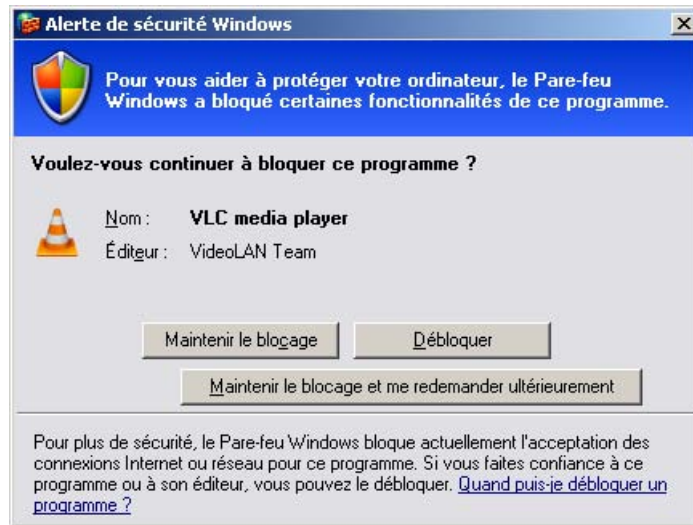 Alerte de sécurité Windows
Pour vous aider à protéger votre ordinateur, le Pare-feu
Windows a bloqué certaines fonctionnalités de ce programme.
Voulez-vous continuer à bloquer ce programme ?
Nom : VLC media player
Éditeur : VideoLAN Team
Maintenir le blocage Débloquer
Maintenir le blocage et me redemander ultérieurement
Pour plus de sécurité, le Pare-feu Windows bloque actuellement l'acceptation des
connexions Internet ou réseau pour ce programme. Si vous faites confiance à ce
programme ou à son éditeur, vous pouvez le débloquer. Quand puis-je débloquer un
programme ?